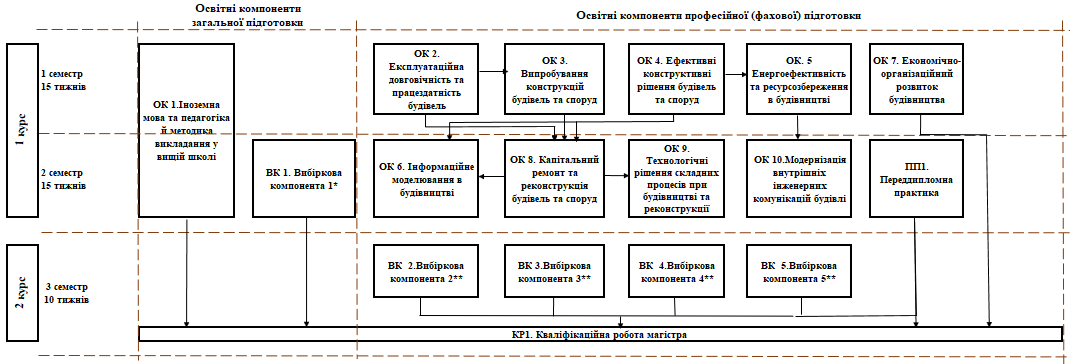 Освітні компоненти
загальної підготовки
Освітні компоненти професійної (фахової) підготовки
1 курс
1 семестр
15 тижнів
ОК 1.Іноземна
мова та педагогіка
й методика
викладання у
вищій школі
ОК 2.
Експлуатаційна
довговічність та
працездатність
будівель
ОК 3.
Випробування
конструкцій
будівель та споруд
ОК 4. Ефективні
конструктивні
рішення будівель
та споруд
ОК. 5
Енергоефективність
та ресурсозбереження
в будівництві
ОК 7. Економічно-
організаційний
розвиток
будівництва
2 семестр
15 тижнів
ВК 1. Вибіркова
компонента 1*
ОК 6. Інформаційне
моделювання в
будівництві
ОК 8. Капітальний
ремонт та
реконструкція
будівель та споруд
ОК 9.
Технологічні
рішення складних
процесів при
будівництві та
реконструкції
ОК 10.Модернізація
внутрішніх
інженерних
комунікацій будівлі
ПП1.
Переддипломна
практика
2 курс
3 семестр
10 тижнів
ВК 2.Вибіркова
компонента 2**
ВК 3.Вибіркова
компонента 3**
ВК 4.Вибіркова
компонента 4**
ВК 5.Вибіркова
компонента 5**
КР1. Кваліфікаційна робота магістра